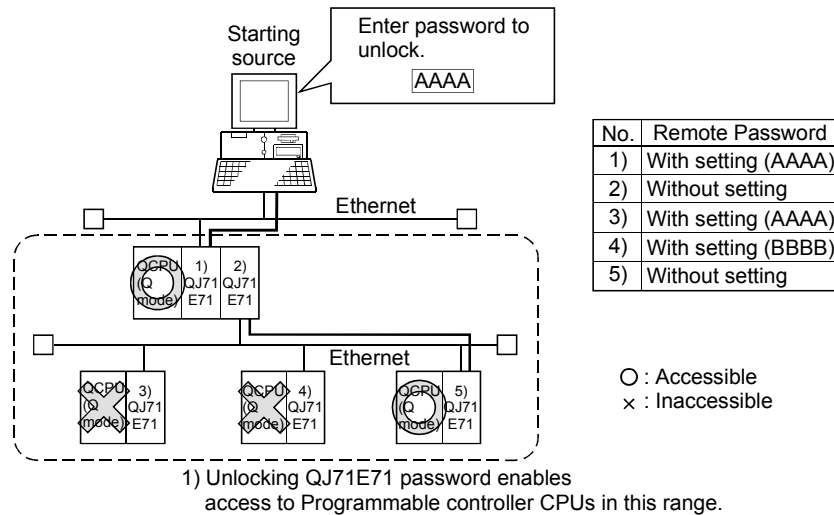 Starting
source
Enter password to
unlock.
AAAA
No. Remote Password
1) With setting (AAAA)
2) Without setting
3) With setting (AAAA)
4) With setting (BBBB)
5) Without setting
Ethernet
QCPU
(Q
mode)
1)
QJ71
E71
2)
QJ71
E71
Ethernet
QCPU
(Q
mode)
3)
QJ71
E71
QCPU
(Q
mode)
4)
QJ71
E71
QCPU
(Q
mode)
5)
QJ71
E71
: Accessible
: Inaccessible
1) Unlocking QJ71E71 password enables
access to Programmable controller CPUs in this range.